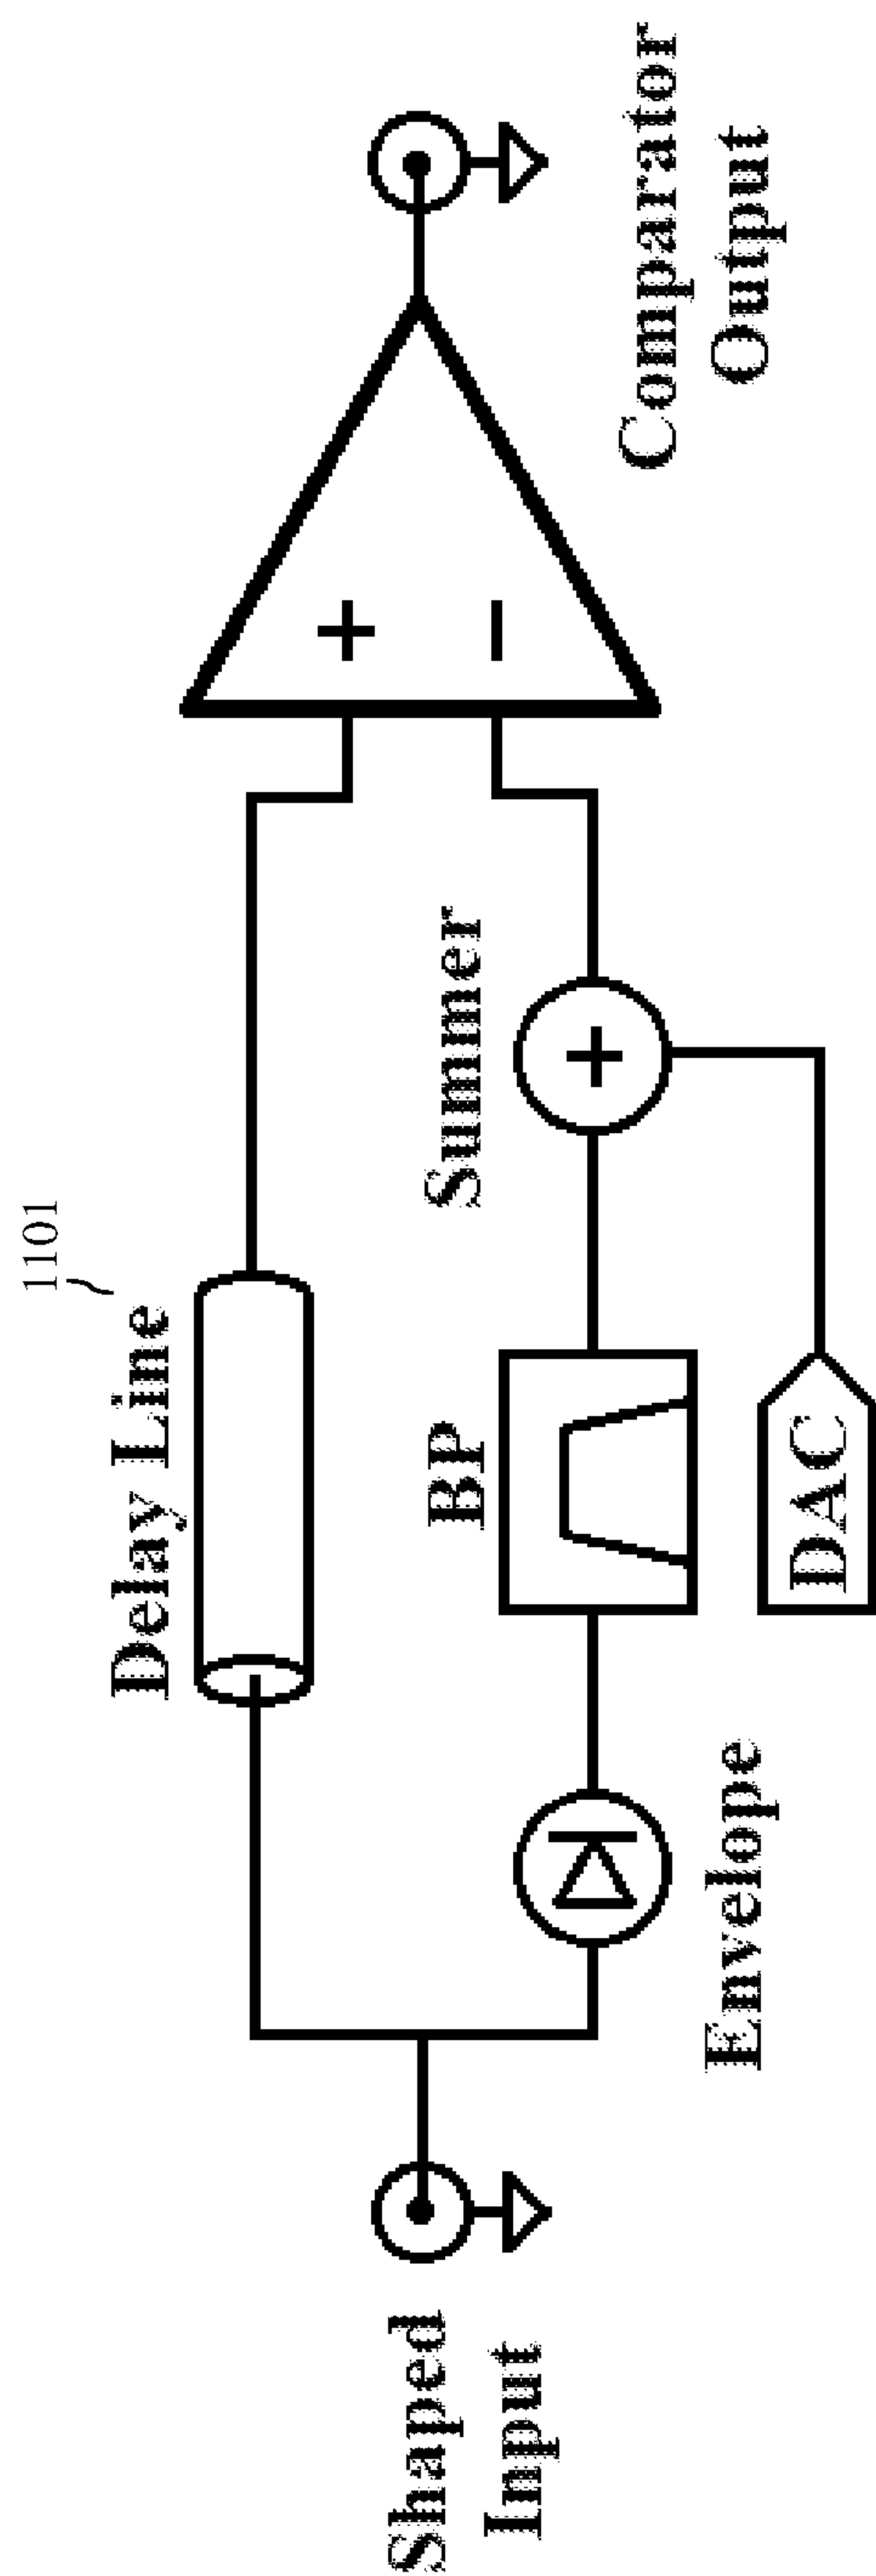 1101
Delay Line
Shaped
Input
Envelope
BP
Summer
DAC
+
−
+
Comparator
Output